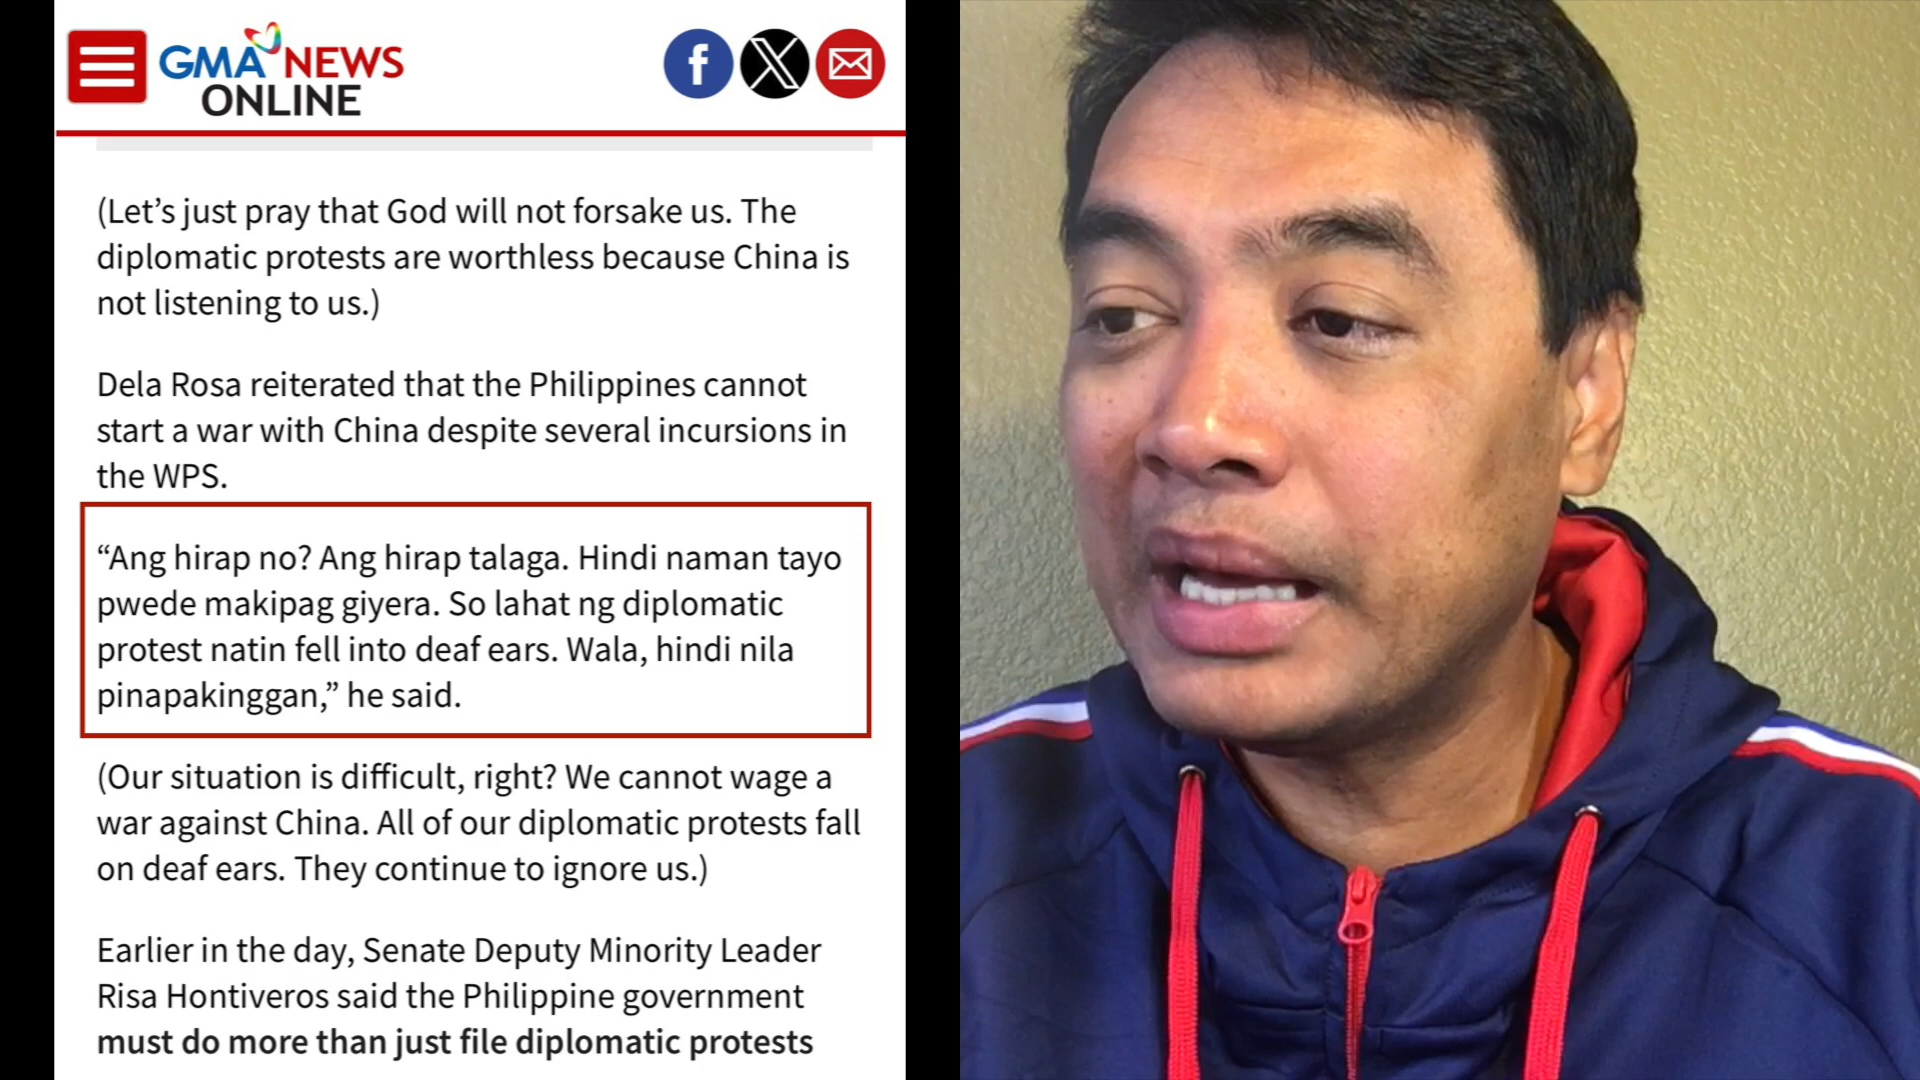 GMA NEWS
ONLINE
(Let’s just pray that God will not forsake us. The
diplomatic protests are worthless because China is
not listening to us.)
Dela Rosa reiterated that the Philippines cannot
start a war with China despite several incursions in
the WPS.
“Ang hirap no? Ang hirap talaga. Hindi naman tayo
pwede makipag giyera. So lahat ng diplomatic
protest natin fell into deaf ears. Wala, hindi nila
pinapakinggan,” he said.
(Our situation is difficult, right? We cannot wage a
war against China. All of our diplomatic protests fall
on deaf ears. They continue to ignore us.)
Earlier in the day, Senate Deputy Minority Leader
Risa Hontiveros said the Philippine government
must do more than just file diplomatic protests